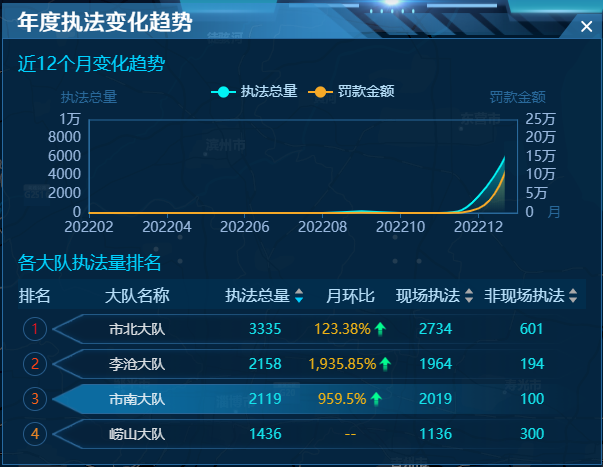 年度执法变化趋势
近12个月变化趋势
执法总量 执法总量 罚款金额 罚款金额
1万 25万
8000 20万
6000 15万
4000 10万
2000 5万
0 0 月
202202 202204 202206 202208 202210 202212
各大队执法量排名
排名 大队名称 执法总量 月环比 现场执法 非现场执法
1 市北大队 3335 123.38% 2734 601
2 李沧大队 2158 1,935.85% 1964 194
3 市南大队 2119 959.5% 2019 100
4 崂山大队 1436 -- 1136 300